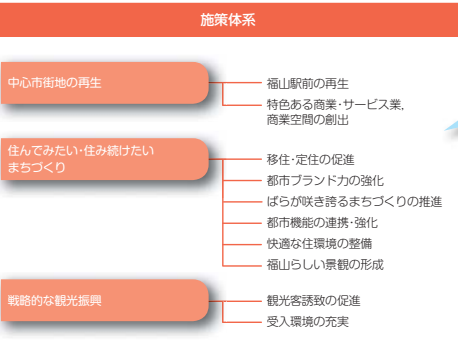 施策体系
中心市街地の再生
福山駅前の再生
特色ある商業・サービス業,
商業空間の創出
住んでみたい・住み続けたい
まちづくり
移住・定住の促進
都市ブランド力の強化
ばらが咲き誇るまちづくりの推進
都市機能の連携・強化
快適な住環境の整備
福山らしい景観の形成
戦略的な観光振興
観光客誘致の促進
受入環境の充実